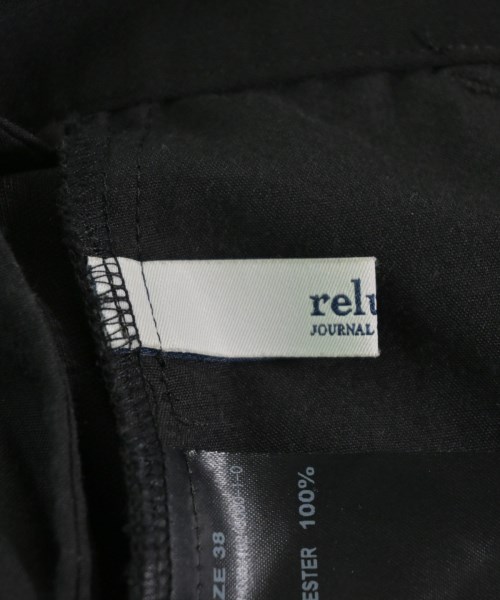 relu
JOURNAL
ZE 38
ESTER 100%